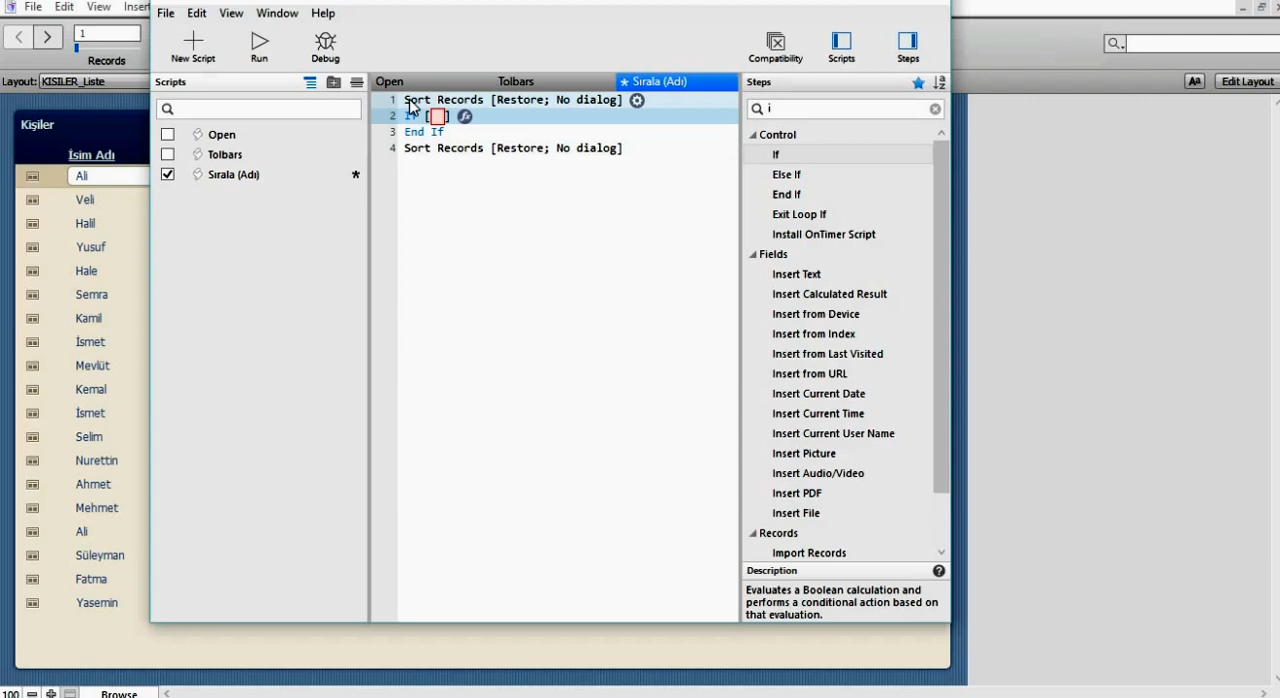 File Edit View Insert
File Edit View Window Help
1
Records
New Script Run Debug Compatibility Scripts Steps
Layout: KISILER_Liste
Aa Edit Layout
Scripts
Open
Tolbars
Sırala (Adı) *
Open Tolbars * Sırala (Adı)
1 Sort Records [Restore; No dialog]
2 If [ ]
3 End If
4 Sort Records [Restore; No dialog]
Steps
i
Control
If
Else If
End If
Exit Loop If
Install OnTimer Script
Fields
Insert Text
Insert Calculated Result
Insert from Device
Insert from Index
Insert from Last Visited
Insert from URL
Insert Current Date
Insert Current Time
Insert Current User Name
Insert Picture
Insert Audio/Video
Insert PDF
Insert File
Records
Import Records
Description
Evaluates a Boolean calculation and
performs a conditional action based on
that evaluation.
Kişiler
İsim Adı
Ali
Veli
Halil
Yusuf
Hale
Semra
Kamil
İsmet
Mevlüt
Kemal
İsmet
Selim
Nurettin
Ahmet
Mehmet
Ali
Süleyman
Fatma
Yasemin
100 Browse